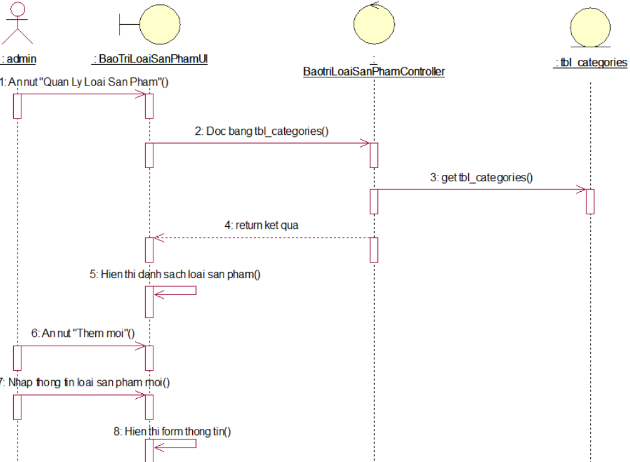 : admin
: BaoTriLoaiSanPhamUI
:
BaotriLoaiSanPhamController
: tbl_categories
1: An nut "Quan Ly Loai San Pham"()
2: Doc bang tbl_categories()
3: get tbl_categories()
4: return ket qua
5: Hien thi danh sach loai san pham()
6: An nut "Them moi"()
7: Nhap thong tin loai san pham moi()
8: Hien thi form thong tin()